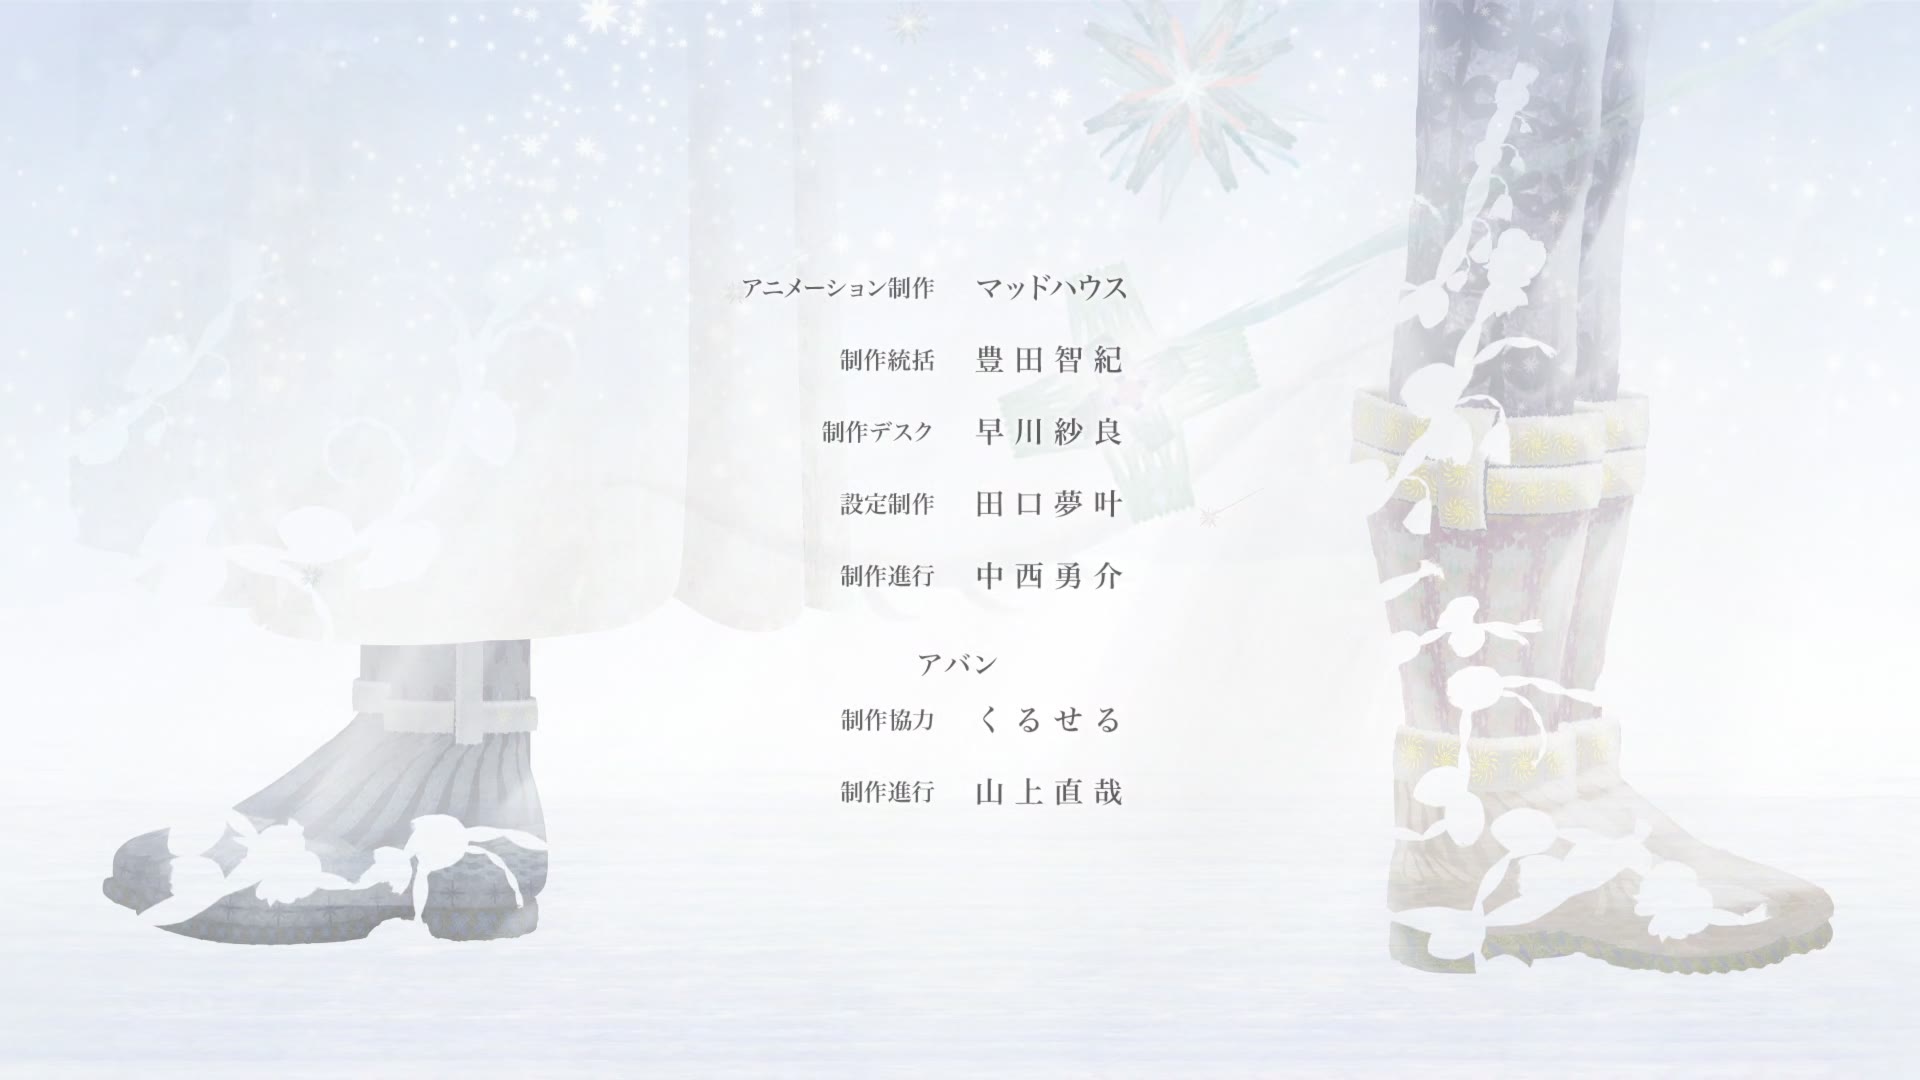 アニメーション制作 マッドハウス
制作統括 豊田智紀
制作デスク 早川紗良
設定制作 田口夢叶
制作進行 中西勇介
アバン
制作協力 くるせる
制作進行 山上直哉